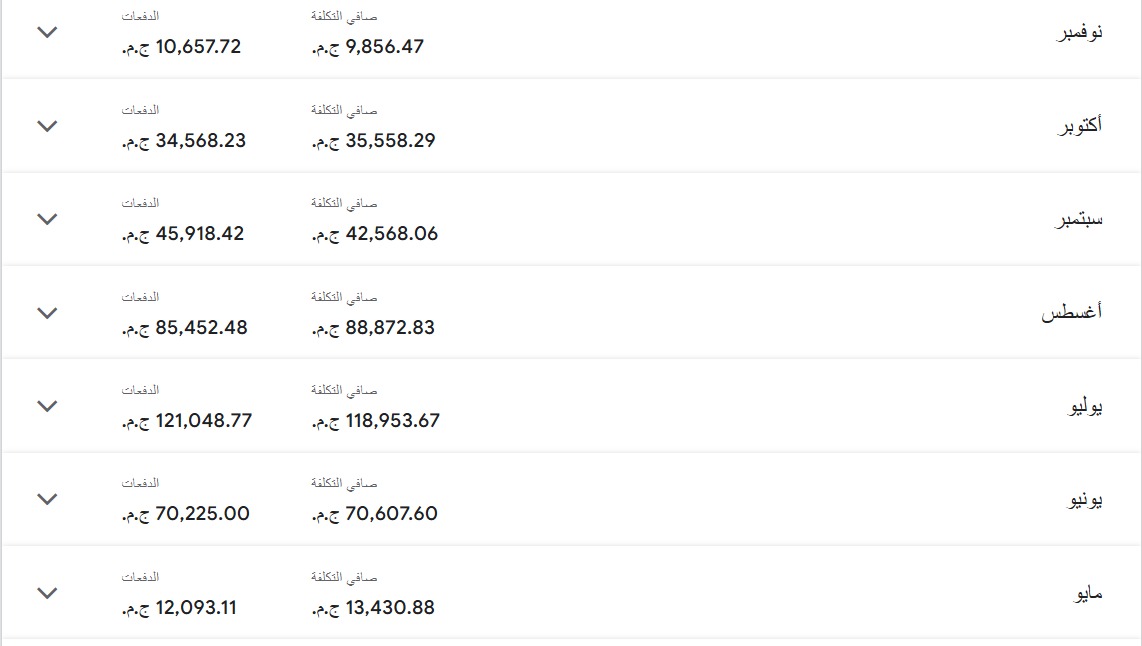 نوفمبر
صافي التكلفة
9,856.47 ج.م.
الدفعات
10,657.72 ج.م.
أكتوبر
صافي التكلفة
35,558.29 ج.م.
الدفعات
34,568.23 ج.م.
سبتمبر
صافي التكلفة
42,568.06 ج.م.
الدفعات
45,918.42 ج.م.
أغسطس
صافي التكلفة
88,872.83 ج.م.
الدفعات
85,452.48 ج.م.
يوليو
صافي التكلفة
118,953.67 ج.م.
الدفعات
121,048.77 ج.م.
يونيو
صافي التكلفة
70,607.60 ج.م.
الدفعات
70,225.00 ج.م.
مايو
صافي التكلفة
13,430.88 ج.م.
الدفعات
12,093.11 ج.م.